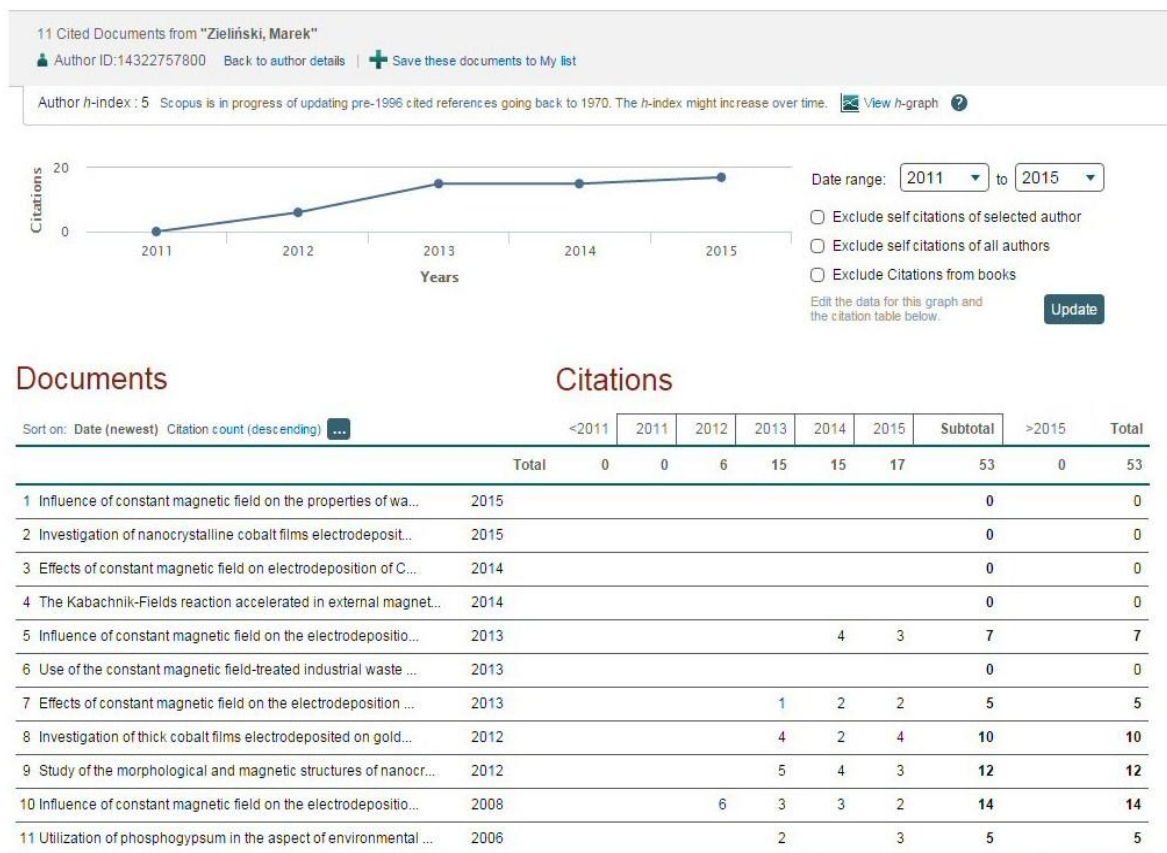 11 Cited Documents from "Zieliński, Marek"
Author ID:14322757800 Back to author details | Save these documents to My list
Author h-index : 5 Scopus is in progress of updating pre-1996 cited references going back to 1970. The h-index might increase over time. View h-graph ?
Citations
20
0
2011 2012 2013 2014 2015
Years
Date range: 2011 to 2015
Exclude self citations of selected author
Exclude self citations of all authors
Exclude Citations from books
Edit the data for this graph and
the citation table below.
Update
Documents Citations
Sort on: Date (newest) Citation count (descending) ... <2011 2011 2012 2013 2014 2015 Subtotal >2015 Total
Total 0 0 6 15 15 17 53 0 53
1 Influence of constant magnetic field on the properties of wa... 2015 0 0
2 Investigation of nanocrystalline cobalt films electrodeposit... 2015 0 0
3 Effects of constant magnetic field on electrodeposition of C... 2014 0 0
4 The Kabachnik-Fields reaction accelerated in external magnet... 2014 0 0
5 Influence of constant magnetic field on the electrodepositio... 2013 4 3 7 7
6 Use of the constant magnetic field-treated industrial waste ... 2013 0 0
7 Effects of constant magnetic field on the electrodeposition ... 2013 1 2 2 5 5
8 Investigation of thick cobalt films electrodeposited on gold... 2012 4 2 4 10 10
9 Study of the morphological and magnetic structures of nanocr... 2012 5 4 3 12 12
10 Influence of constant magnetic field on the electrodepositio... 2008 6 3 3 2 14 14
11 Utilization of phosphogypsum in the aspect of environmental ... 2006 2 3 5 5